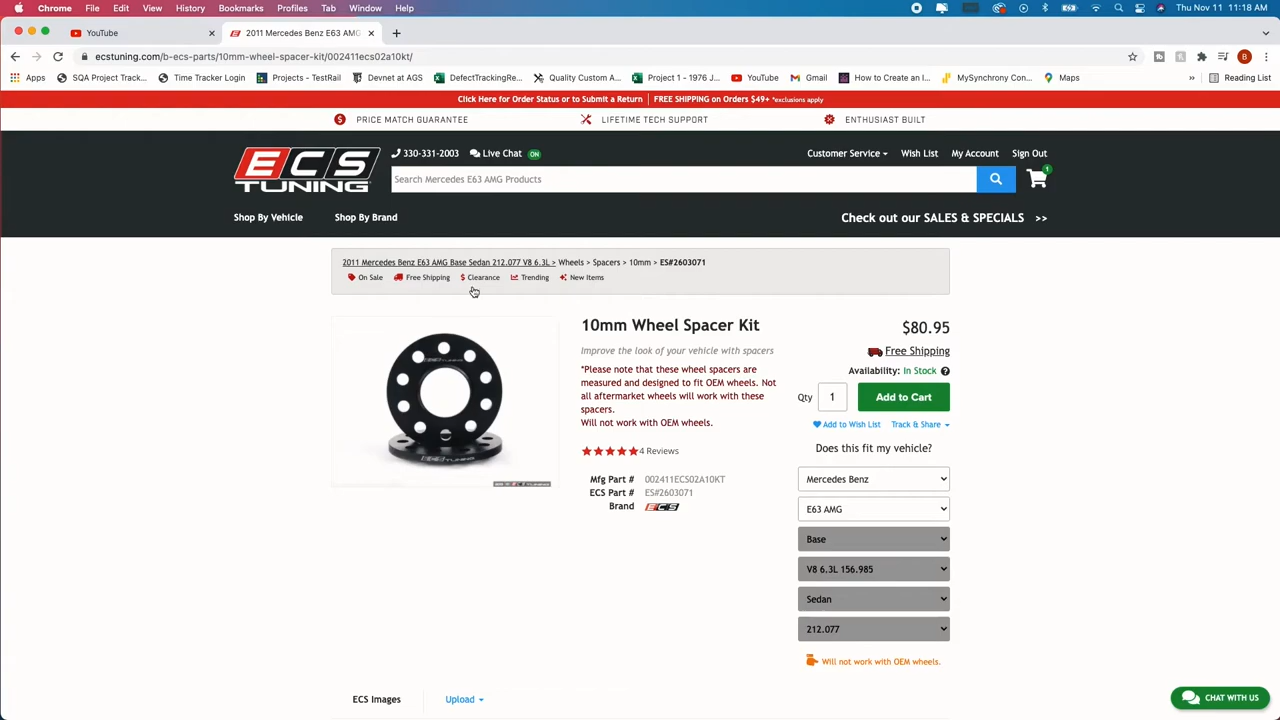 Chrome File Edit View History Bookmarks Profiles Tab Window Help Thu Nov 11 11:18 AM
YouTube × 2011 Mercedes Benz E63 AMG × +
ecstuning.com/b-ecs-parts/10mm-wheel-spacer-kit/002411ecs02a10kt/ B
Apps SQA Project Track... Time Tracker Login Projects - TestRail Devnet at AGS DefectTrackingRe... Quality Custom A... Project 1 - 1976 J... YouTube Gmail How to Create an I... MySynchrony Con... Maps » Reading List
Click Here for Order Status or to Submit a Return | FREE SHIPPING on Orders $49+ *exclusions apply
PRICE MATCH GUARANTEE LIFETIME TECH SUPPORT ENTHUSIAST BUILT
ECS TUNING
330-331-2003 Live Chat ON Customer Service Wish List My Account Sign Out
Search Mercedes E63 AMG Products 1
Shop By Vehicle Shop By Brand Check out our SALES & SPECIALS >>
2011 Mercedes Benz E63 AMG Base Sedan 212.077 V8 6.3L > Wheels > Spacers > 10mm > ES#2603071
On Sale Free Shipping $ Clearance Trending New Items
10mm Wheel Spacer Kit
Improve the look of your vehicle with spacers
*Please note that these wheel spacers are
measured and designed to fit OEM wheels. Not
all aftermarket wheels will work with these
spacers.
Will not work with OEM wheels.
4 Reviews
Mfg Part # 002411ECS02A10KT
ECS Part # ES#2603071
Brand ECS
$80.95
Free Shipping
Availability: In Stock ?
Qty 1 Add to Cart
Add to Wish List Track & Share
Does this fit my vehicle?
Mercedes Benz
E63 AMG
Base
V8 6.3L 156.985
Sedan
212.077
Will not work with OEM wheels.
ECS Images Upload
CHAT WITH US